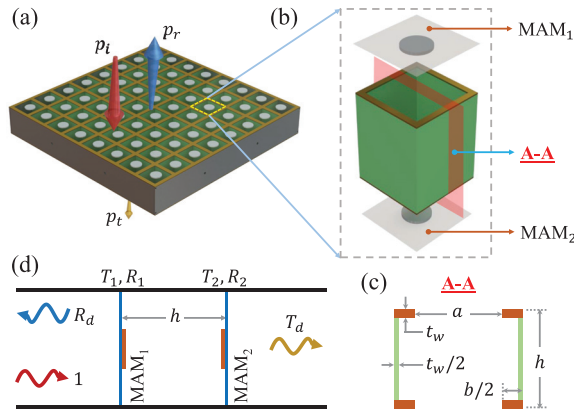 (a)
p_i
p_r
p_t
(b)
MAM₁
A-A
MAM₂
(d)
T₁, R₁
T₂, R₂
R_d
h
T_d
1
MAM₁
MAM₂
(c)
A-A
a
t_w
t_w/2
h
b/2